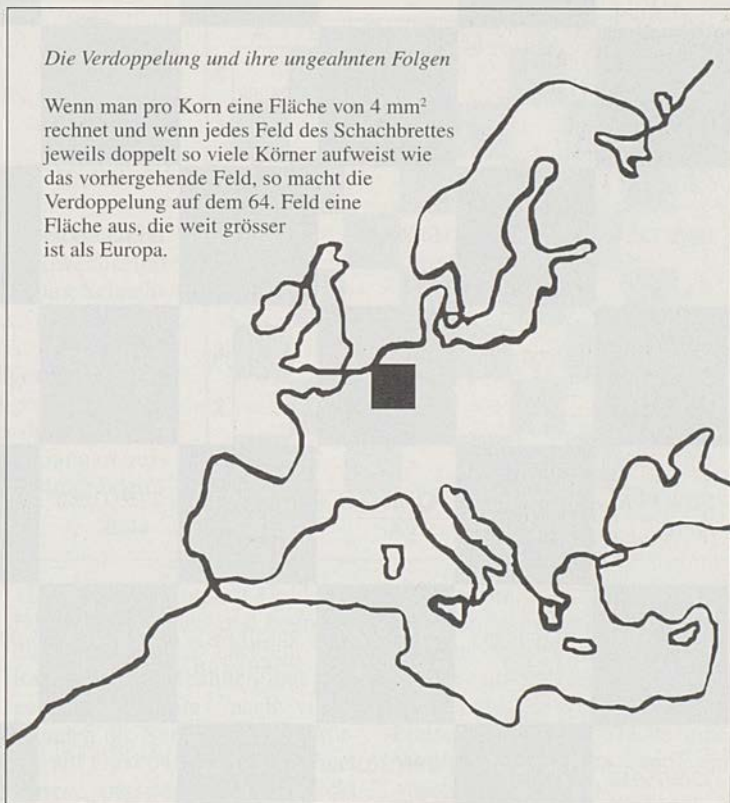 Die Verdoppelung und ihre ungeahnten Folgen
Wenn man pro Korn eine Fläche von 4 mm²
rechnet und wenn jedes Feld des Schachbrettes
jeweils doppelt so viele Körner aufweist wie
das vorhergehende Feld, so macht die
Verdoppelung auf dem 64. Feld eine
Fläche aus, die weit grösser
ist als Europa.